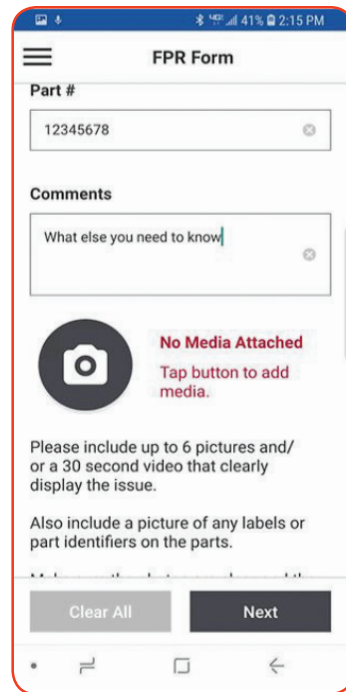 41% 2:15 PM
FPR Form
Part #
12345678
Comments
What else you need to know
No Media Attached
Tap button to add
media.
Please include up to 6 pictures and/
or a 30 second video that clearly
display the issue.
Also include a picture of any labels or
part identifiers on the parts.
Clear All
Next